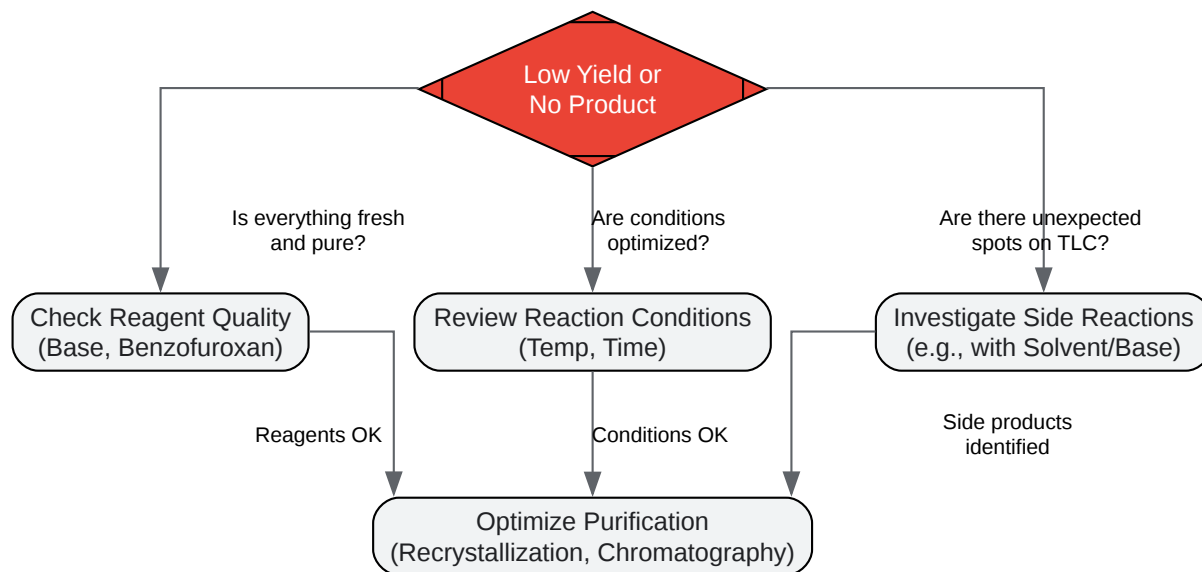 Low Yield or
No Product
Is everything fresh
and pure?
Are conditions
optimized?
Are there unexpected
spots on TLC?
Check Reagent Quality
(Base, Benzofuroxan)
Review Reaction Conditions
(Temp, Time)
Investigate Side Reactions
(e.g., with Solvent/Base)
Reagents OK
Conditions OK
Side products
identified
Optimize Purification
(Recrystallization, Chromatography)